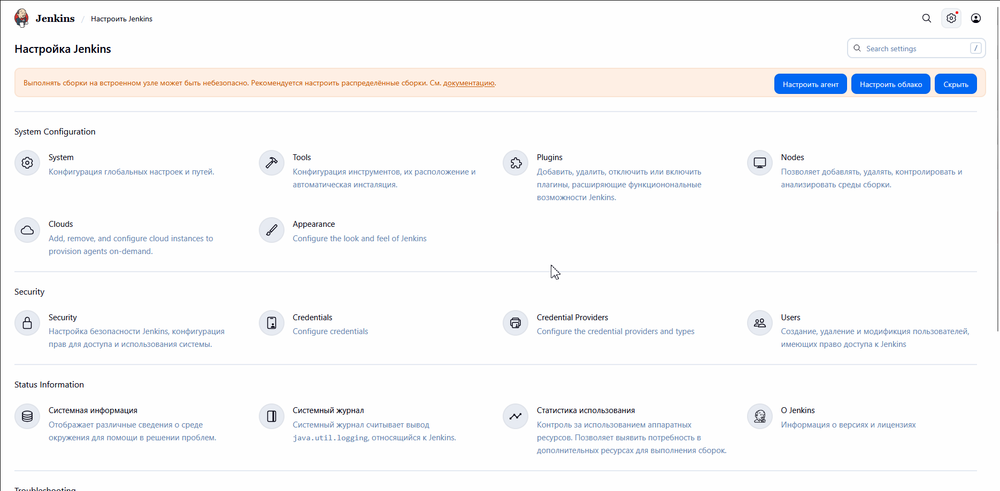 Jenkins / Настроить Jenkins
Настройка Jenkins
Search settings /
Выполнять сборки на встроенном узле может быть небезопасно. Рекомендуется настроить распределённые сборки. См. документацию.
Настроить агент
Настроить облако
Скрыть
System Configuration
System
Конфигурация глобальных настроек и путей.
Tools
Конфигурация инструментов, их расположение и
автоматическая инсталяция.
Plugins
Добавить, удалить, отключить или включить
плагины, расширяющие функционональные
возможности Jenkins.
Nodes
Позволяет добавлять, удалять, контролировать и
анализировать среды сборки.
Clouds
Add, remove, and configure cloud instances to
provision agents on-demand.
Appearance
Configure the look and feel of Jenkins
Security
Security
Настройка безопасности Jenkins, конфигурация
прав для доступа и использования системы.
Credentials
Configure credentials
Credential Providers
Configure the credential providers and types
Users
Создание, удаление и модификция пользователей,
имеющих право доступа к Jenkins
Status Information
Системная информация
Отображает различные сведения о среде
окружения для помощи в решении проблем.
Системный журнал
Системный журнал считывает вывод
java.util.logging, относящийся к Jenkins.
Статистика использования
Контроль за использованием аппаратных
ресурсов. Позволяет выявить потребность в
дополнительных ресурсах для выполнения сборок.
О Jenkins
Информация о версиях и лицензиях
Troubleshooting